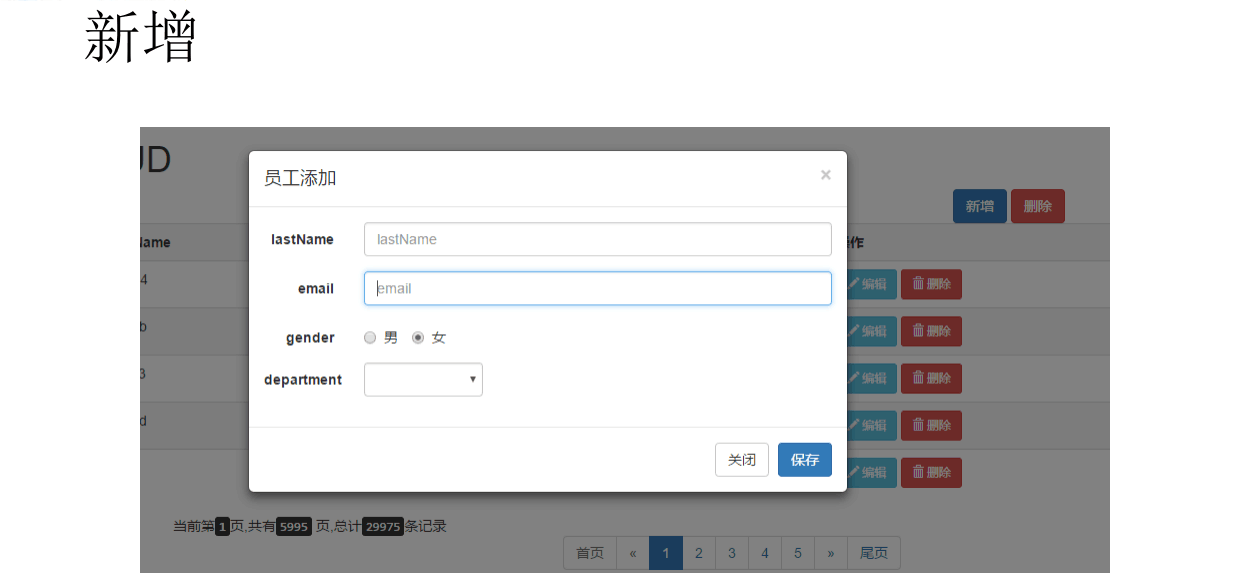 新增
UD
员工添加 ×
新增 删除
lastName lastName
Name 操作
email email
4 编辑 删除
b 编辑 删除
gender 男 女
3 编辑 删除
department
d 编辑 删除
关闭 保存
编辑 删除
当前第1页,共有5995 页,总计29975条记录
首页 « 1 2 3 4 5 » 尾页